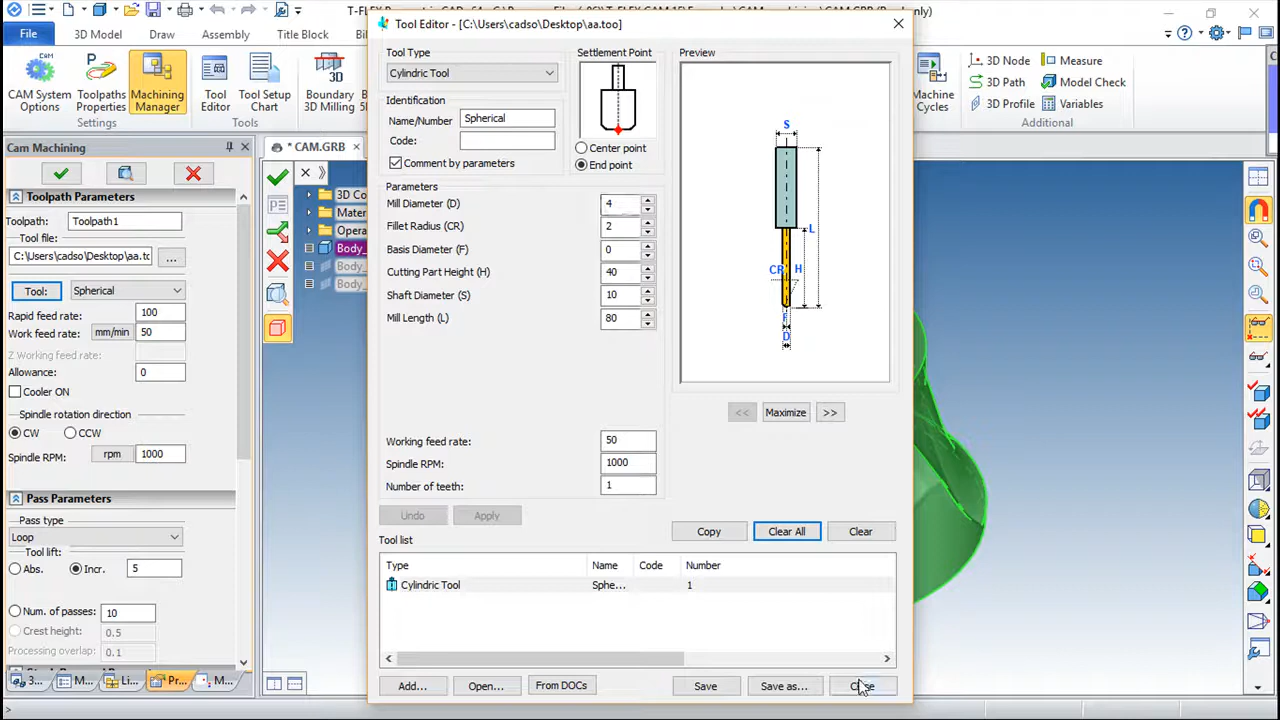 Tool Editor - [C:\Users\cadso\Desktop\aa.too]
File
3D Model
Draw
Assembly
Title Block
CAM System Options
Toolpaths Properties
Machining Manager
Tool Editor
Tool Setup Chart
Boundary 3D Milling
Machine Cycles
3D Node
3D Path
3D Profile
Measure
Model Check
Variables
Settings
Tools
Additional
Cam Machining
* CAM.GRB
Toolpath Parameters
Toolpath: Toolpath1
Tool file:
C:\Users\cadso\Desktop\aa.to
...
Tool: Spherical
Rapid feed rate: 100
Work feed rate: mm/min 50
Z Working feed rate:
Allowance: 0
Cooler ON
Spindle rotation direction
CW CCW
Spindle RPM: rpm 1000
Pass Parameters
Pass type
Loop
Tool lift:
Abs. Incr. 5
Num. of passes: 10
Crest height: 0.5
Processing overlap: 0.1
3...
M...
Li...
Pr...
M...
>
Body_
Body_
Body_
Tool Type
Cylindric Tool
Identification
Name/Number Spherical
Code:
Comment by parameters
Settlement Point
Center point
End point
Parameters
Mill Diameter (D) 4
Fillet Radius (CR) 2
Basis Diameter (F) 0
Cutting Part Height (H) 40
Shaft Diameter (S) 10
Mill Length (L) 80
Working feed rate: 50
Spindle RPM: 1000
Number of teeth: 1
Undo Apply
Preview
S
L
CR H
F
D
<< Maximize >>
Copy Clear All Clear
Tool list
Type Name Code Number
Cylindric Tool Sphe... 1
Add... Open... From DOCs Save Save as... Close